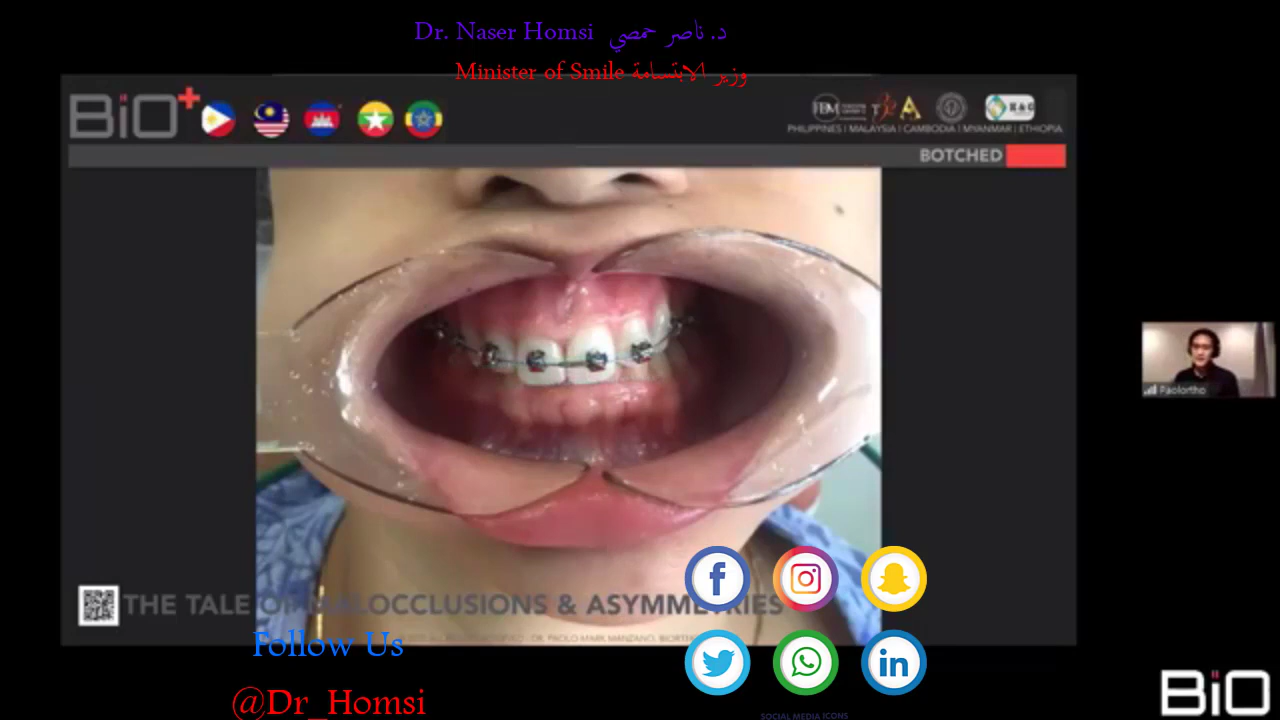 Dr. Naser Homsi د. ناصر حمصي
Minister of Smile وزير الابتسامة
BiO+
PHILIPPINES | MALAYSIA | CAMBODIA | MYANMAR | ETHIOPIA
BOTCHED
Paolortho
THE TALE OF MALOCCLUSIONS & ASYMMETRIES
Follow Us
@Dr_Homsi
SOCIAL MEDIA ICONS
BiO